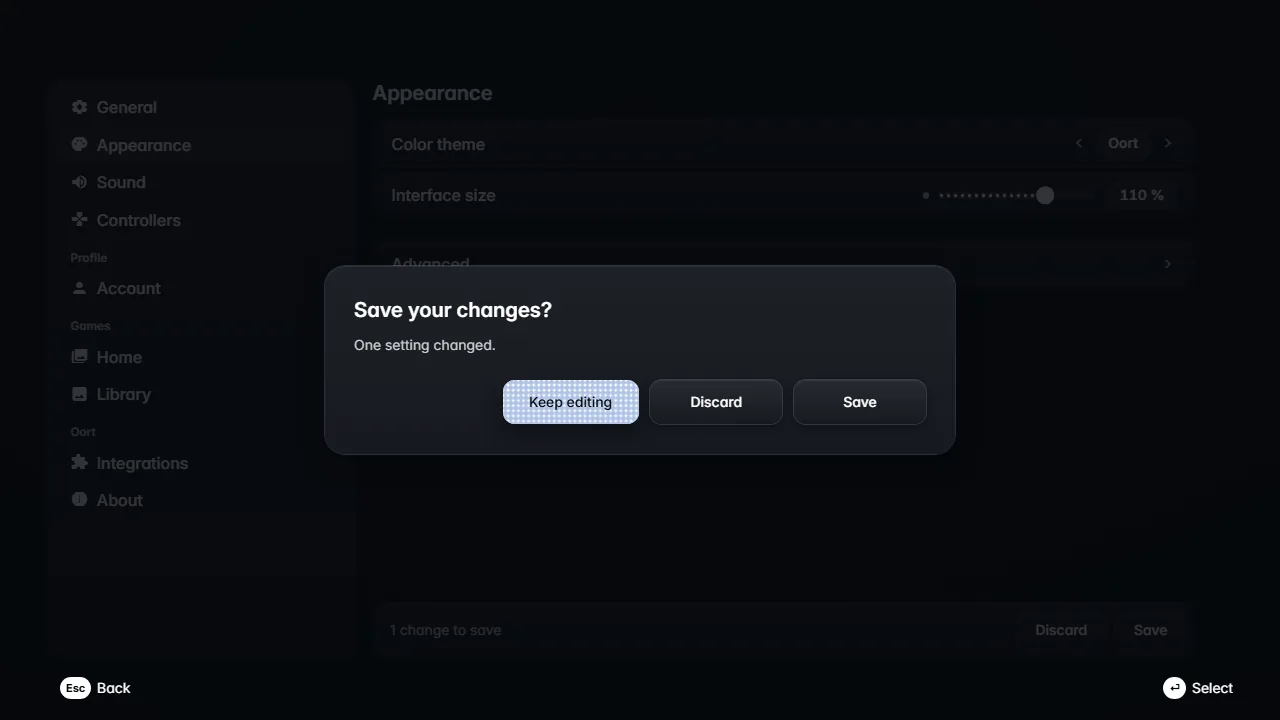 General
Appearance
Sound
Controllers
Profile
Account
Games
Home
Library
Oort
Integrations
About
Appearance
Color theme
Oort
Interface size
110 %
Advanced
Save your changes?
One setting changed.
Keep editing
Discard
Save
1 change to save
Discard
Save
Esc Back
Select